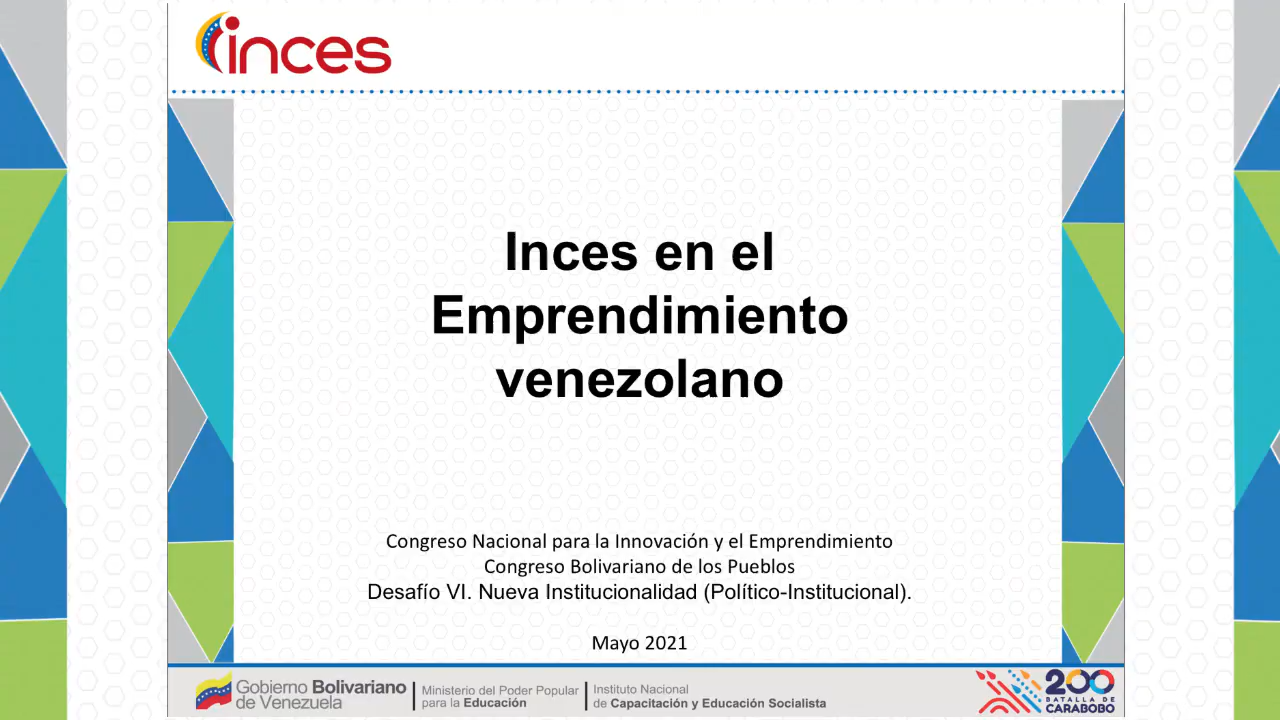 inces
Inces en el
Emprendimiento
venezolano
Congreso Nacional para la Innovación y el Emprendimiento
Congreso Bolivariano de los Pueblos
Desafío VI. Nueva Institucionalidad (Político-Institucional).
Mayo 2021
Gobierno Bolivariano
de Venezuela
Ministerio del Poder Popular
para la Educación
Instituto Nacional
de Capacitación y Educación Socialista
200
BATALLA DE
CARABOBO